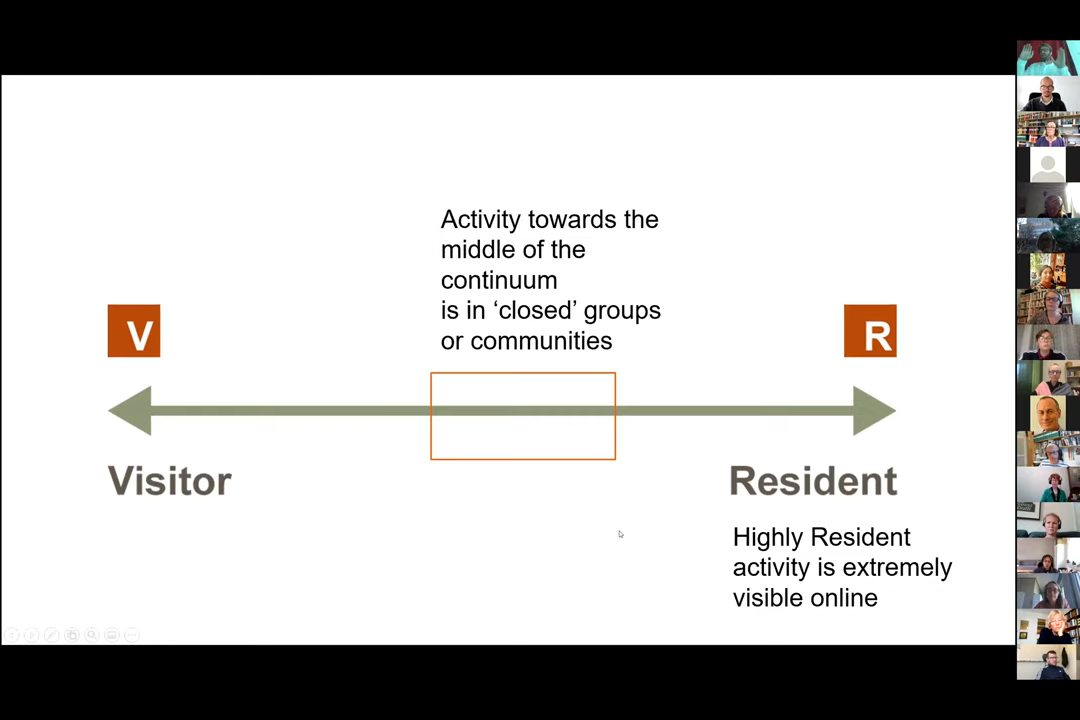 Activity towards the
middle of the
continuum
is in ‘closed’ groups
or communities
V
R
Visitor
Resident
Highly Resident
activity is extremely
visible online